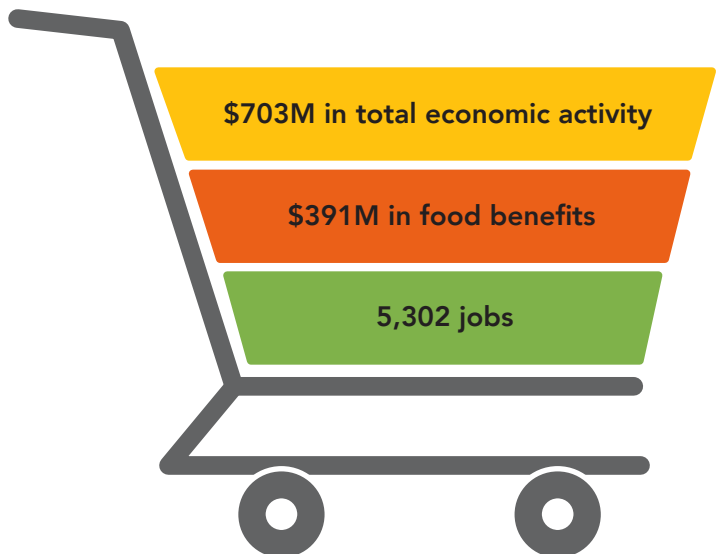 $703M in total economic activity
$391M in food benefits
5,302 jobs